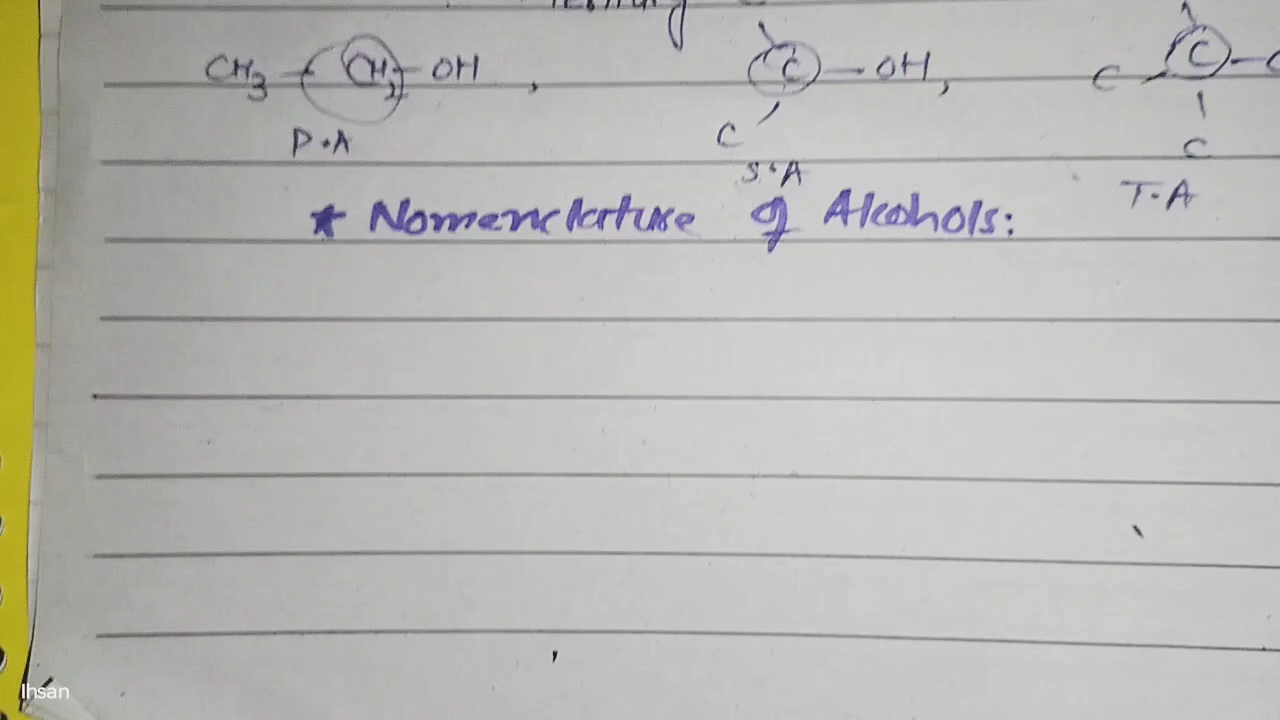 CH3 - CH2 - OH , C - OH, C
C C C
P.A S.A T.A
* Nomenclature of Alcohols:
Ihsan